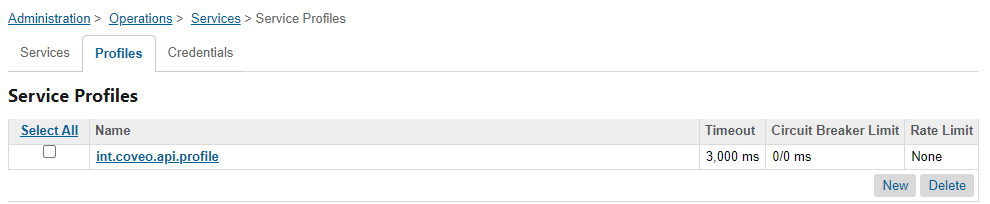 Administration > Operations > Services > Service Profiles
Services Profiles Credentials
Service Profiles
Select All Name Timeout Circuit Breaker Limit Rate Limit
int.coveo.api.profile 3,000 ms 0/0 ms None
New Delete